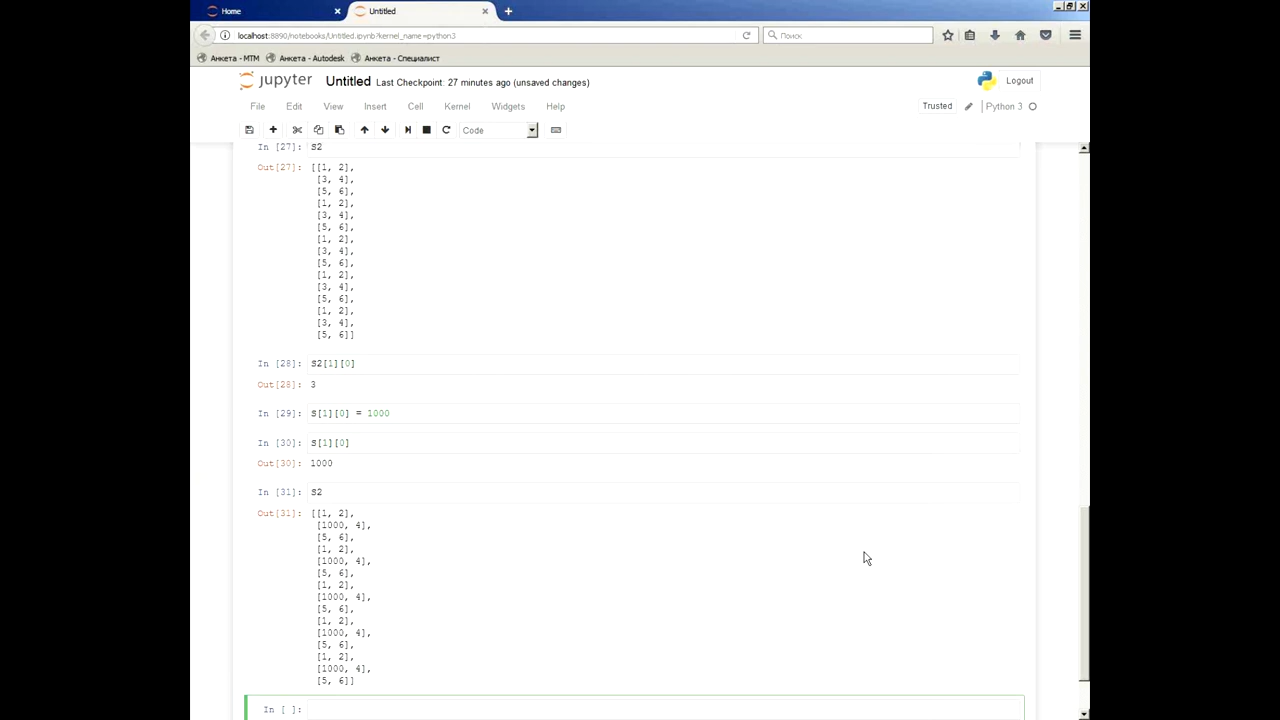 Home
Untitled
localhost:8890/notebooks/Untitled.ipynb?kernel_name=python3
Поиск
Анкета - МТМ
Анкета - Autodesk
Анкета - Специалист
jupyter Untitled Last Checkpoint: 27 minutes ago (unsaved changes)
Logout
File Edit View Insert Cell Kernel Widgets Help
Trusted
Python 3
Code
In [27]: S2
Out[27]: [[1, 2],
[3, 4],
[5, 6],
[1, 2],
[3, 4],
[5, 6],
[1, 2],
[3, 4],
[5, 6],
[1, 2],
[3, 4],
[5, 6],
[1, 2],
[3, 4],
[5, 6]]
In [28]: S2[1][0]
Out[28]: 3
In [29]: S[1][0] = 1000
In [30]: S[1][0]
Out[30]: 1000
In [31]: S2
Out[31]: [[1, 2],
[1000, 4],
[5, 6],
[1, 2],
[1000, 4],
[5, 6],
[1, 2],
[1000, 4],
[5, 6],
[1, 2],
[1000, 4],
[5, 6],
[1, 2],
[1000, 4],
[5, 6]]
In [ ]: